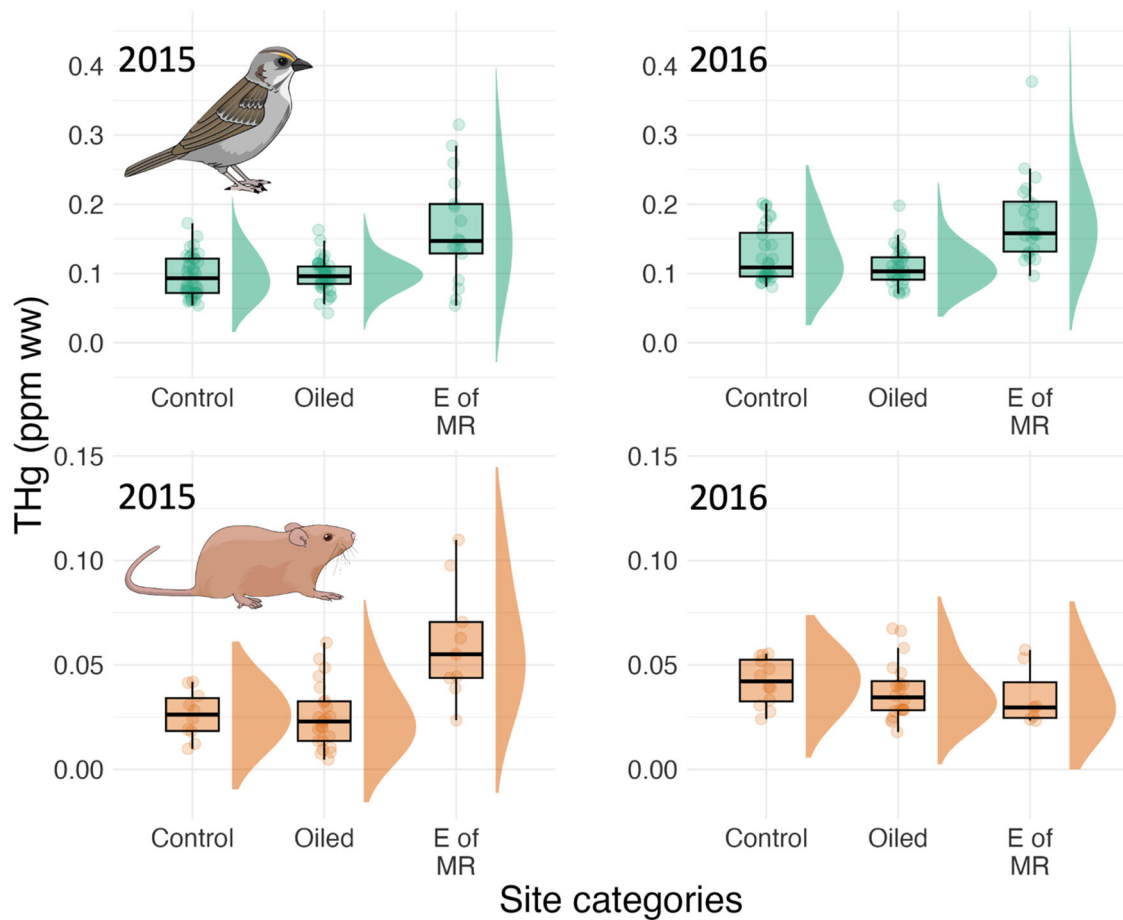 2015
2016
0.4
0.3
0.2
0.1
0.0
0.4
0.3
0.2
0.1
0.0
Control
Oiled
E of
MR
Control
Oiled
E of
MR
THg (ppm ww)
2015
2016
0.15
0.10
0.05
0.00
0.15
0.10
0.05
0.00
Control
Oiled
E of
MR
Control
Oiled
E of
MR
Site categories